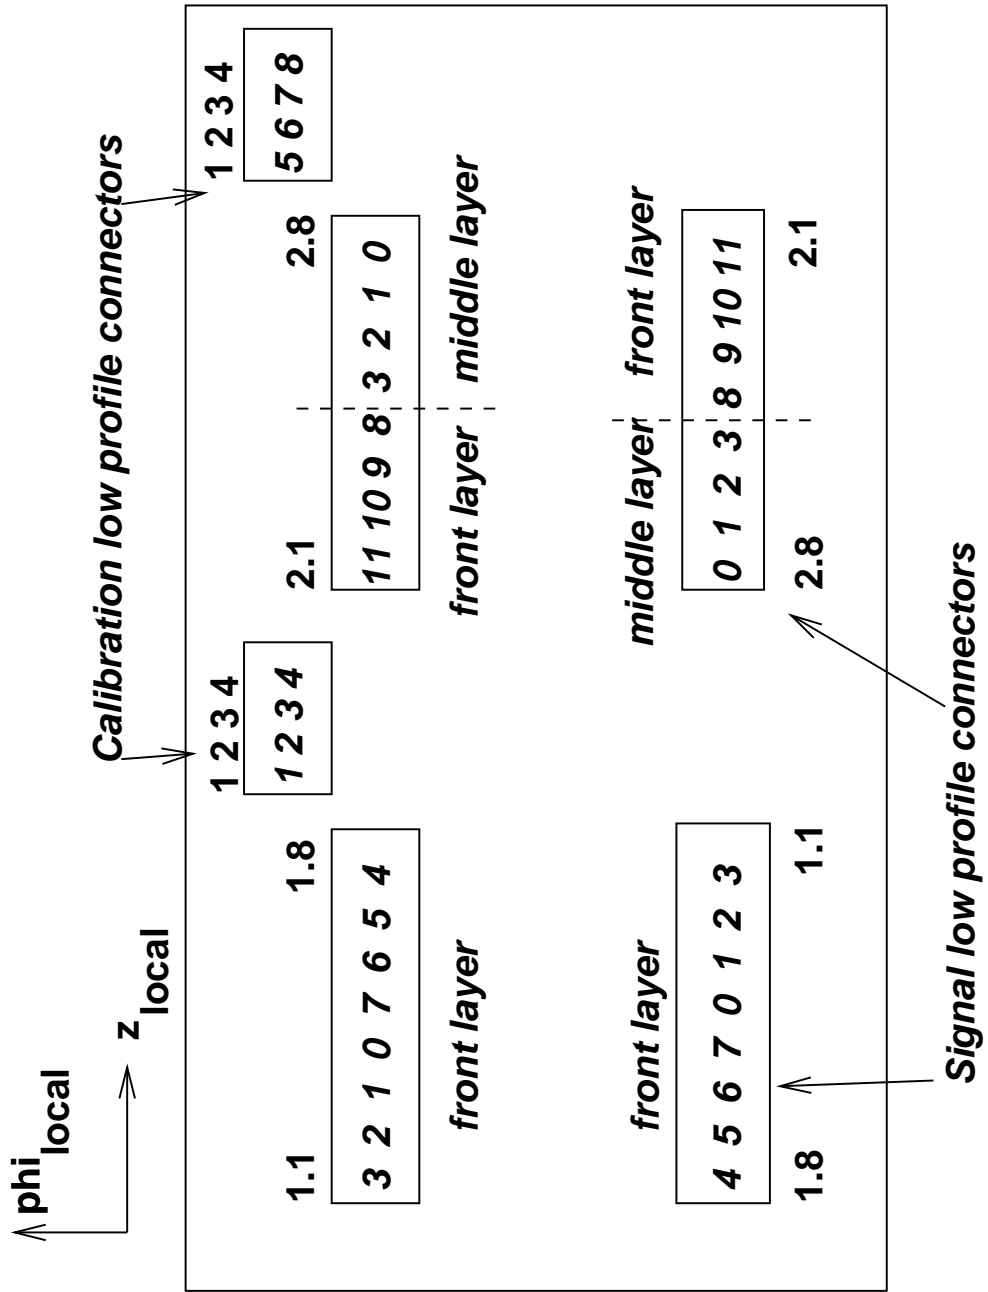 phi local
Calibration low profile connectors
z local
1 2 3 4
1 2 3 4
1 2 3 4
5 6 7 8
1.1 1.8 2.1 2.8
3 2 1 0 7 6 5 4
11 10 9 8 3 2 1 0
front layer
front layer middle layer
front layer
middle layer front layer
4 5 6 7 0 1 2 3
0 1 2 3 8 9 10 11
1.8 1.1 2.8 2.1
Signal low profile connectors